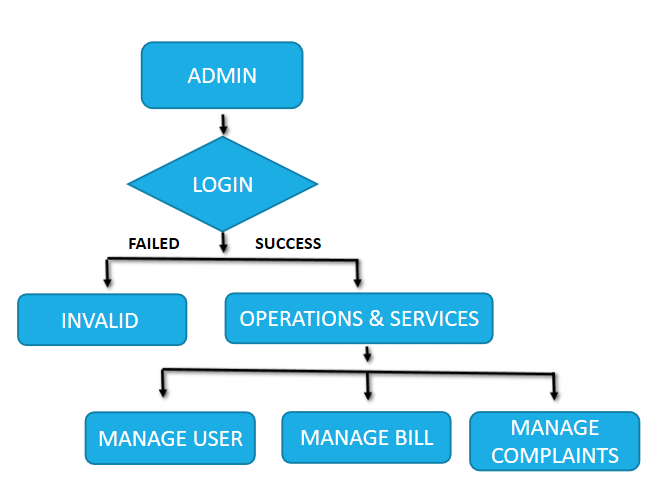 ADMIN
LOGIN
FAILED
SUCCESS
INVALID
OPERATIONS & SERVICES
MANAGE USER
MANAGE BILL
MANAGE
COMPLAINTS